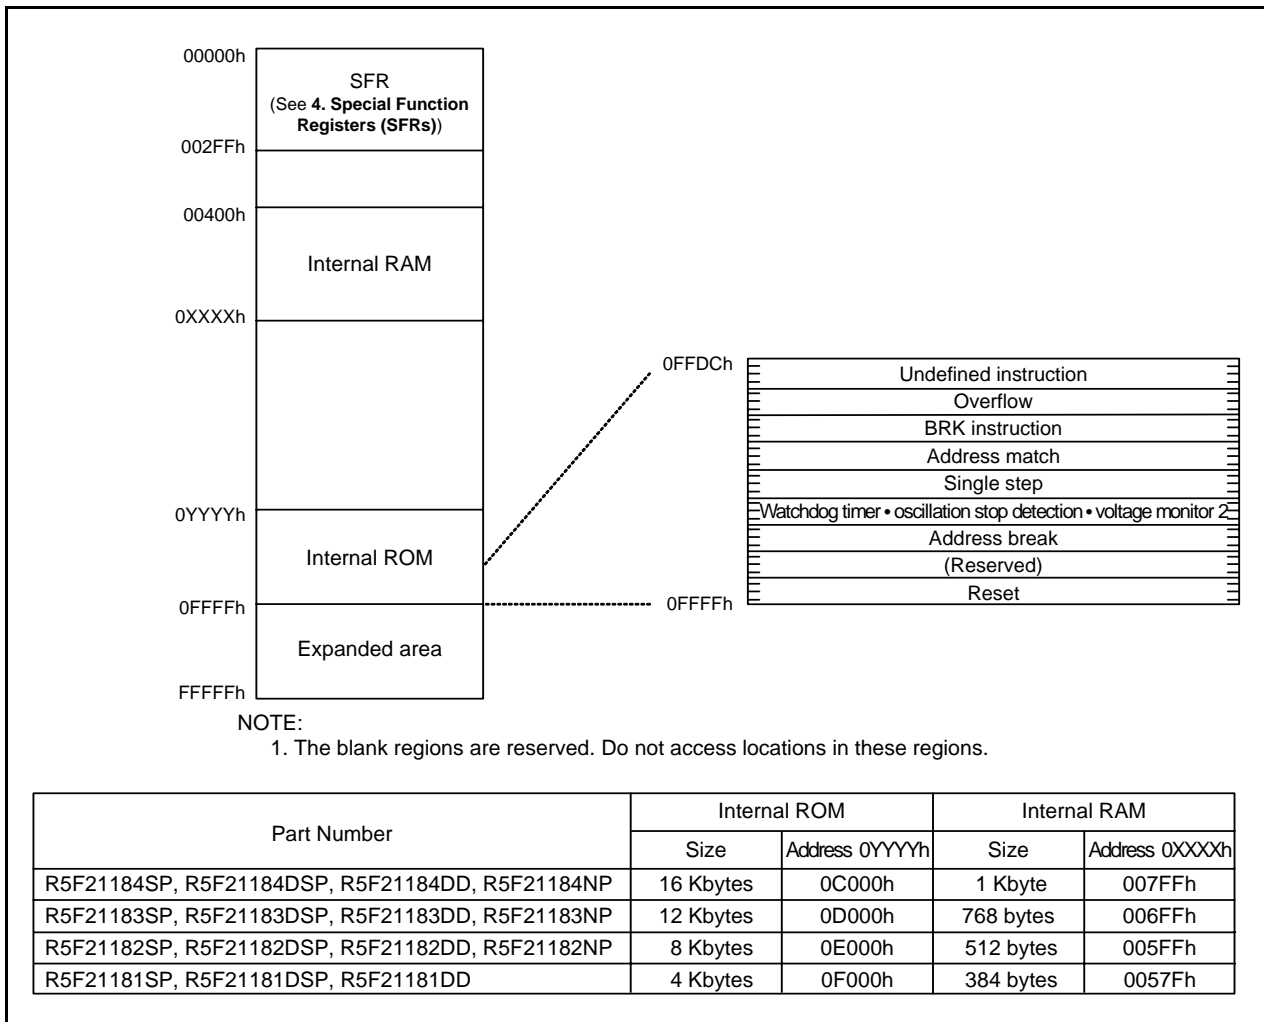 00000h
SFR
(See 4. Special Function
Registers (SFRs))
002FFh
00400h
Internal RAM
0XXXXh
0YYYYh
Internal ROM
0FFFFh
Expanded area
FFFFFh
0FFDCh
Undefined instruction
Overflow
BRK instruction
Address match
Single step
Watchdog timer • oscillation stop detection • voltage monitor 2
Address break
(Reserved)
Reset
0FFFFh
NOTE:
1. The blank regions are reserved. Do not access locations in these regions.
Part Number Internal ROM Internal RAM
Size Address 0YYYYh Size Address 0XXXXh
R5F21184SP, R5F21184DSP, R5F21184DD, R5F21184NP 16 Kbytes 0C000h 1 Kbyte 007FFh
R5F21183SP, R5F21183DSP, R5F21183DD, R5F21183NP 12 Kbytes 0D000h 768 bytes 006FFh
R5F21182SP, R5F21182DSP, R5F21182DD, R5F21182NP 8 Kbytes 0E000h 512 bytes 005FFh
R5F21181SP, R5F21181DSP, R5F21181DD 4 Kbytes 0F000h 384 bytes 0057Fh